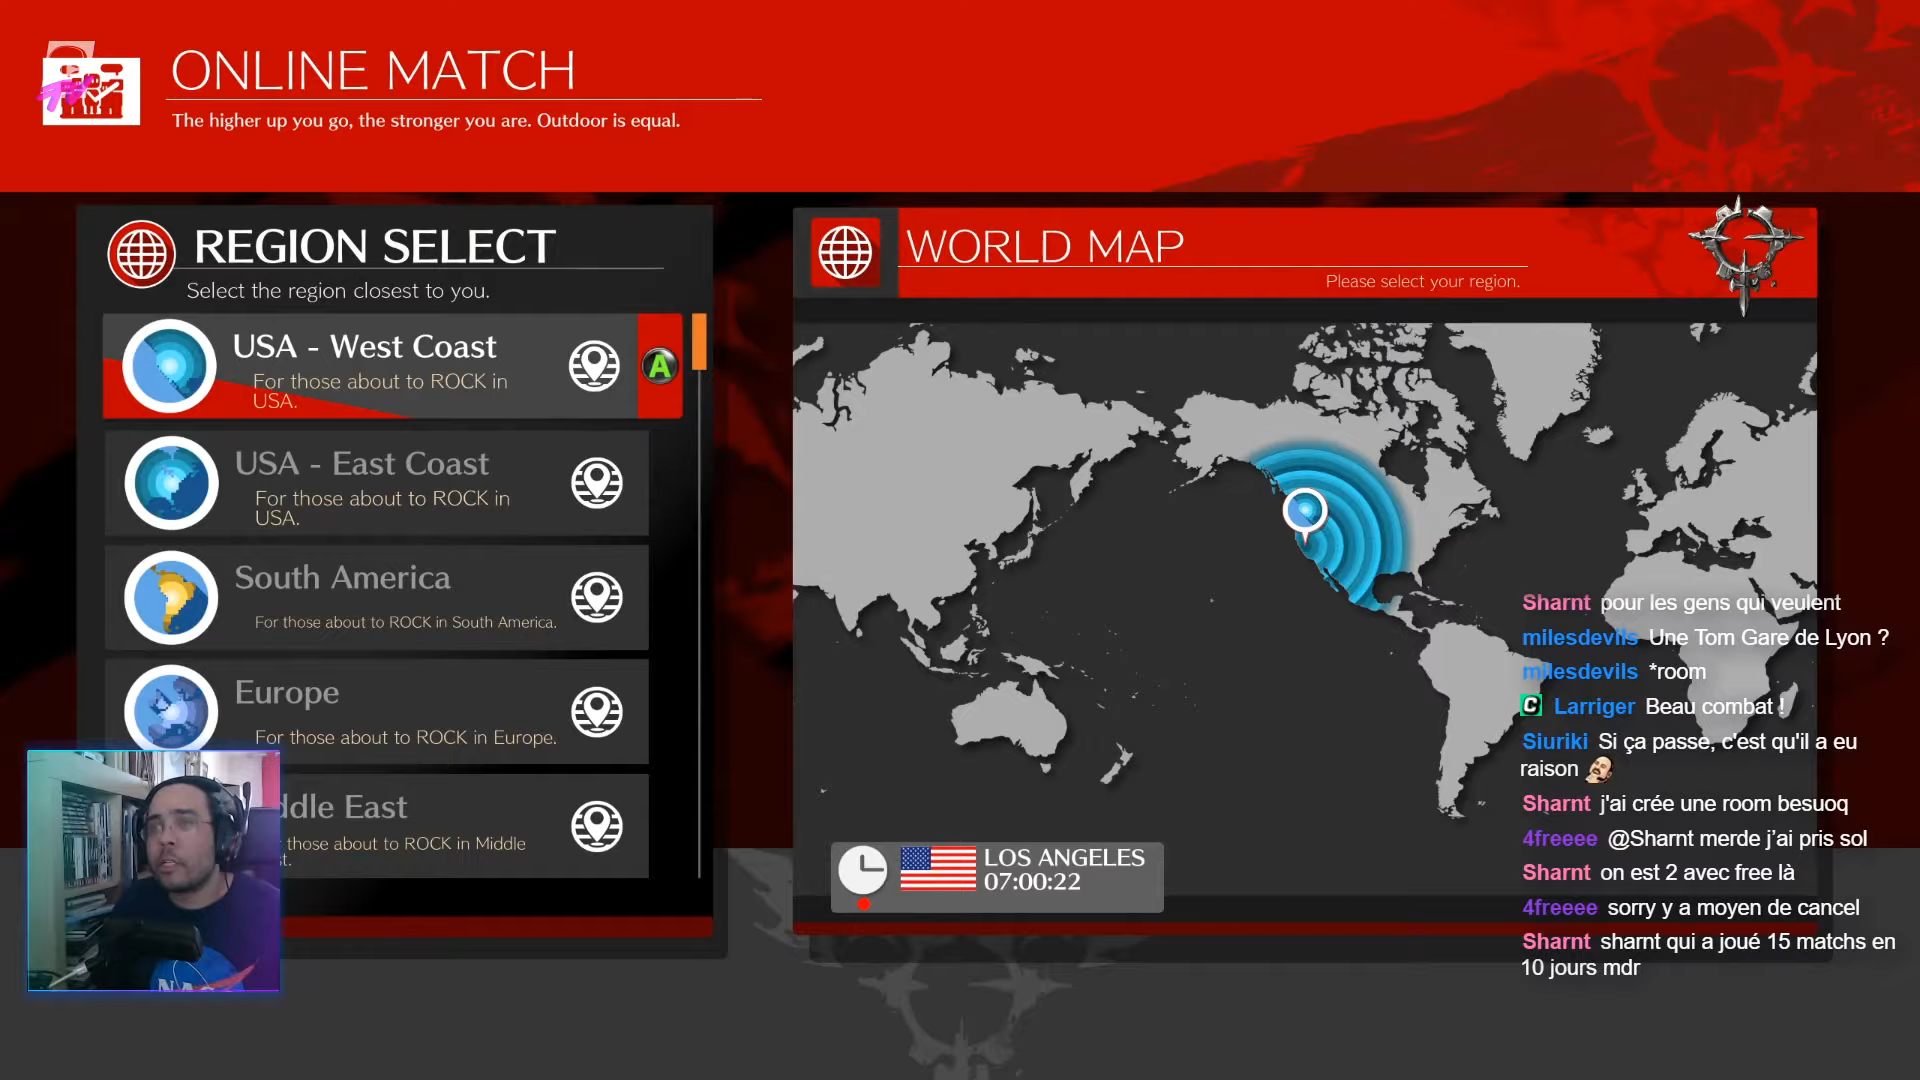 ONLINE MATCH
The higher up you go, the stronger you are. Outdoor is equal.
REGION SELECT
Select the region closest to you.
USA - West Coast
For those about to ROCK in
USA.
A
USA - East Coast
For those about to ROCK in
USA.
South America
For those about to ROCK in South America.
Europe
For those about to ROCK in Europe.
ddle East
those about to ROCK in Middle
st.
WORLD MAP
Please select your region.
LOS ANGELES
07:00:22
Sharnt pour les gens qui veulent
milesdevils Une Tom Gare de Lyon ?
milesdevils *room
C Larriger Beau combat !
Siuriki Si ça passe, c'est qu'il a eu
raison
Sharnt j'ai crée une room besuoq
4freeee @Sharnt merde j'ai pris sol
Sharnt on est 2 avec free là
4freeee sorry y a moyen de cancel
Sharnt sharnt qui a joué 15 matchs en
10 jours mdr